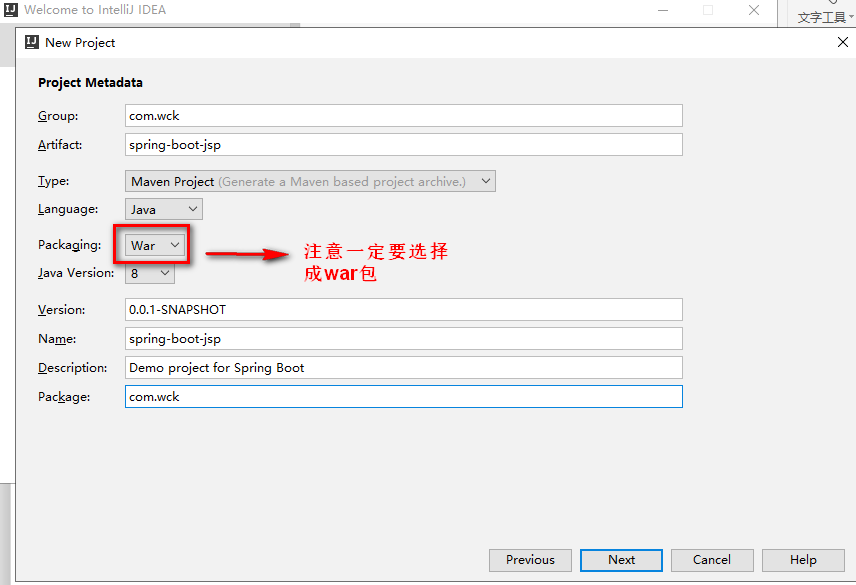 Welcome to IntelliJ IDEA
文字工具
New Project
Project Metadata
Group: com.wck
Artifact: spring-boot-jsp
Type: Maven Project (Generate a Maven based project archive.)
Language: Java
Packaging: War
注意一定要选择
成war包
Java Version: 8
Version: 0.0.1-SNAPSHOT
Name: spring-boot-jsp
Description: Demo project for Spring Boot
Package: com.wck
Previous Next Cancel Help